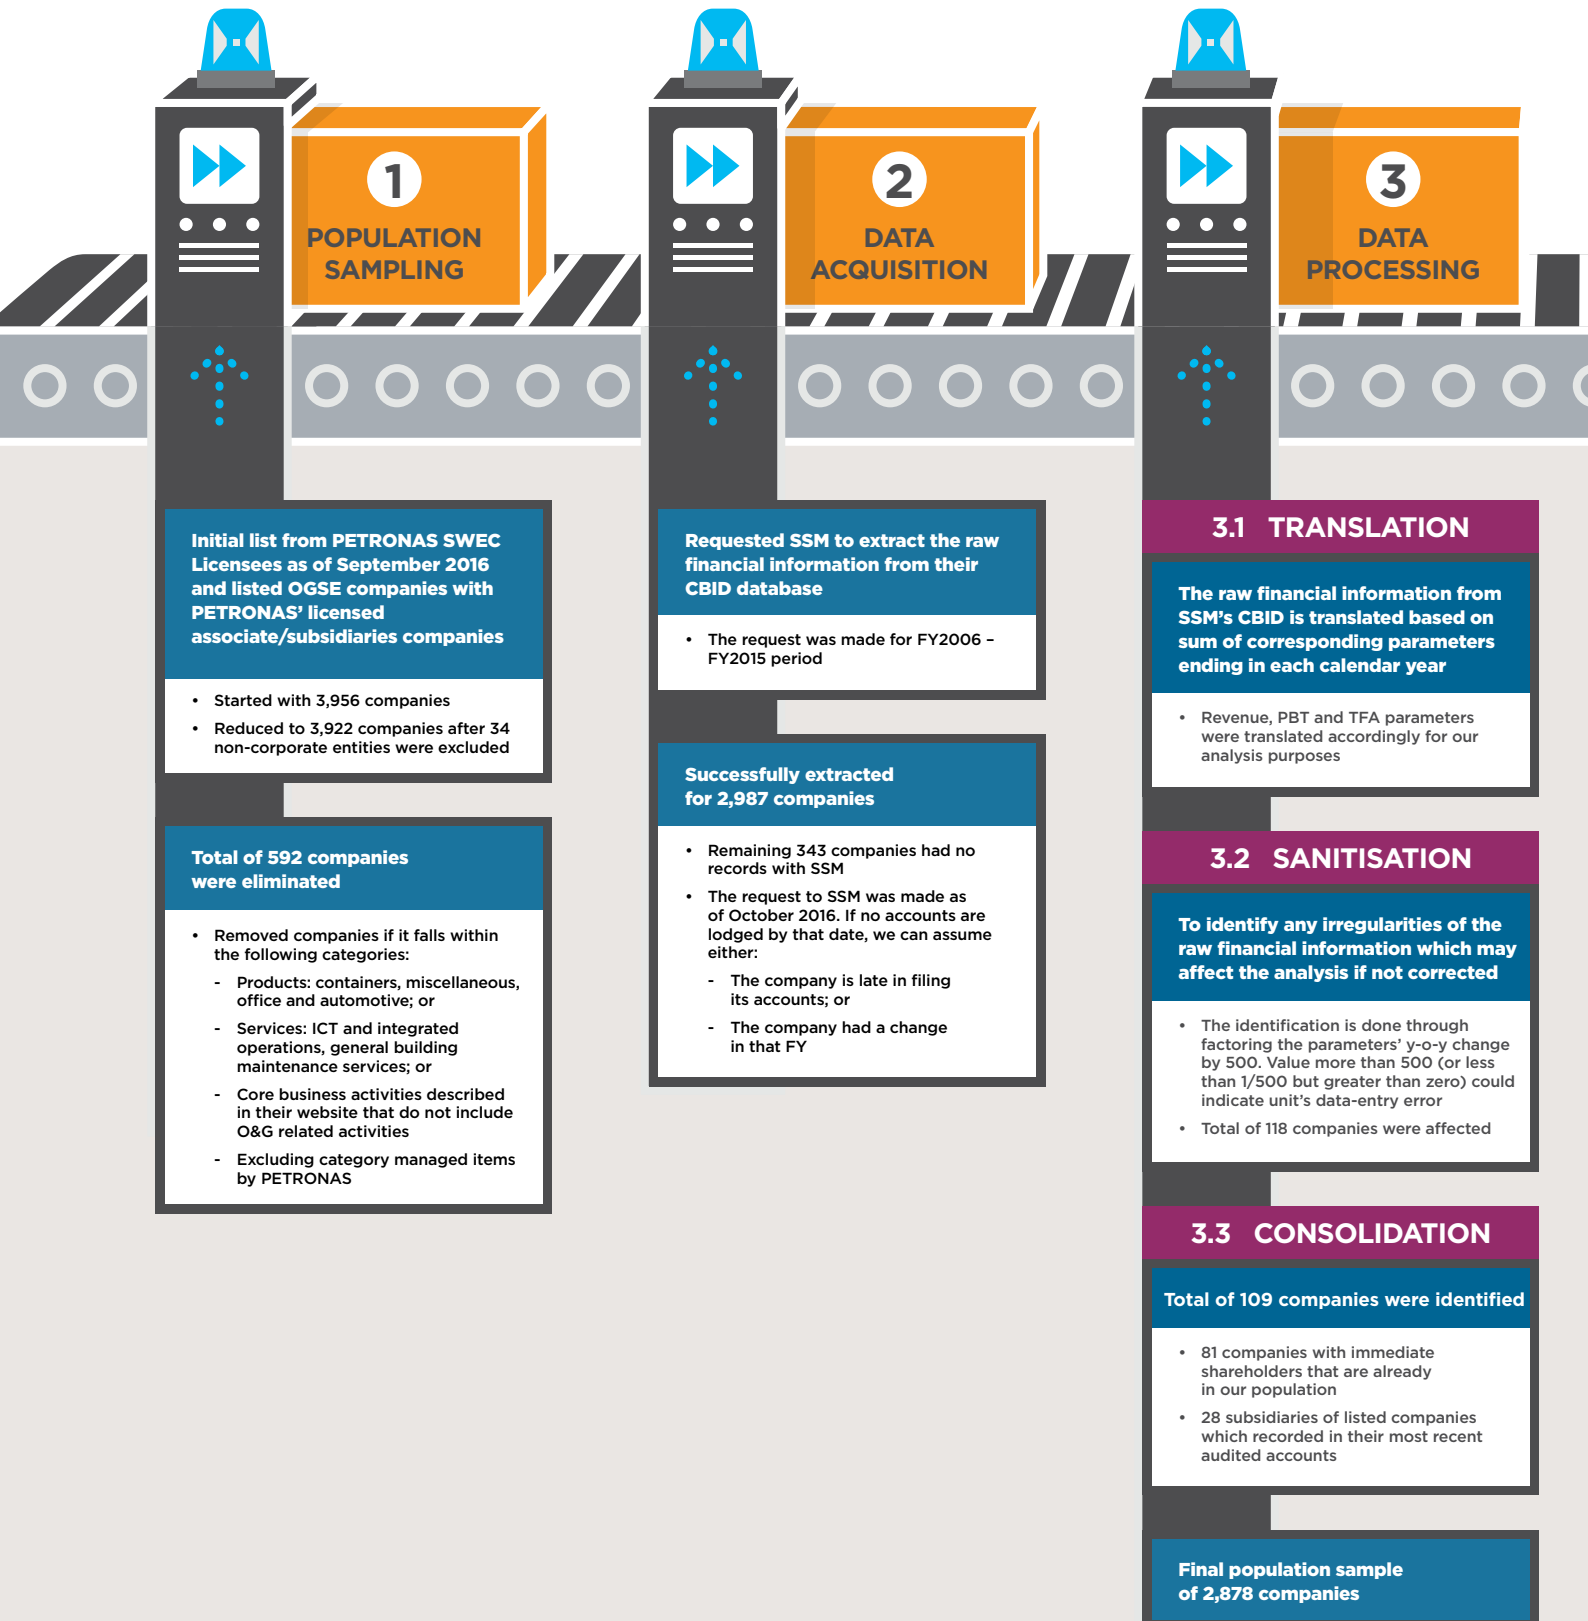 1
POPULATION
SAMPLING
Initial list from PETRONAS SWEC
Licensees as of September 2016
and listed OGSE companies with
PETRONAS' licensed
associate/subsidiaries companies
• Started with 3,956 companies
• Reduced to 3,922 companies after 34
non-corporate entities were excluded
Total of 592 companies
were eliminated
• Removed companies if it falls within
the following categories:
- Products: containers, miscellaneous,
office and automotive; or
- Services: ICT and integrated
operations, general building
maintenance services; or
- Core business activities described
in their website that do not include
O&G related activities
- Excluding category managed items
by PETRONAS
2
DATA
ACQUISITION
Requested SSM to extract the raw
financial information from their
CBID database
• The request was made for FY2006 –
FY2015 period
Successfully extracted
for 2,987 companies
• Remaining 343 companies had no
records with SSM
• The request to SSM was made as
of October 2016. If no accounts are
lodged by that date, we can assume
either:
- The company is late in filing
its accounts; or
- The company had a change
in that FY
3
DATA
PROCESSING
3.1 TRANSLATION
The raw financial information from
SSM's CBID is translated based on
sum of corresponding parameters
ending in each calendar year
• Revenue, PBT and TFA parameters
were translated accordingly for our
analysis purposes
3.2 SANITISATION
To identify any irregularities of the
raw financial information which may
affect the analysis if not corrected
• The identification is done through
factoring the parameters' y-o-y change
by 500. Value more than 500 (or less
than 1/500 but greater than zero) could
indicate unit's data-entry error
• Total of 118 companies were affected
3.3 CONSOLIDATION
Total of 109 companies were identified
• 81 companies with immediate
shareholders that are already
in our population
• 28 subsidiaries of listed companies
which recorded in their most recent
audited accounts
Final population sample
of 2,878 companies